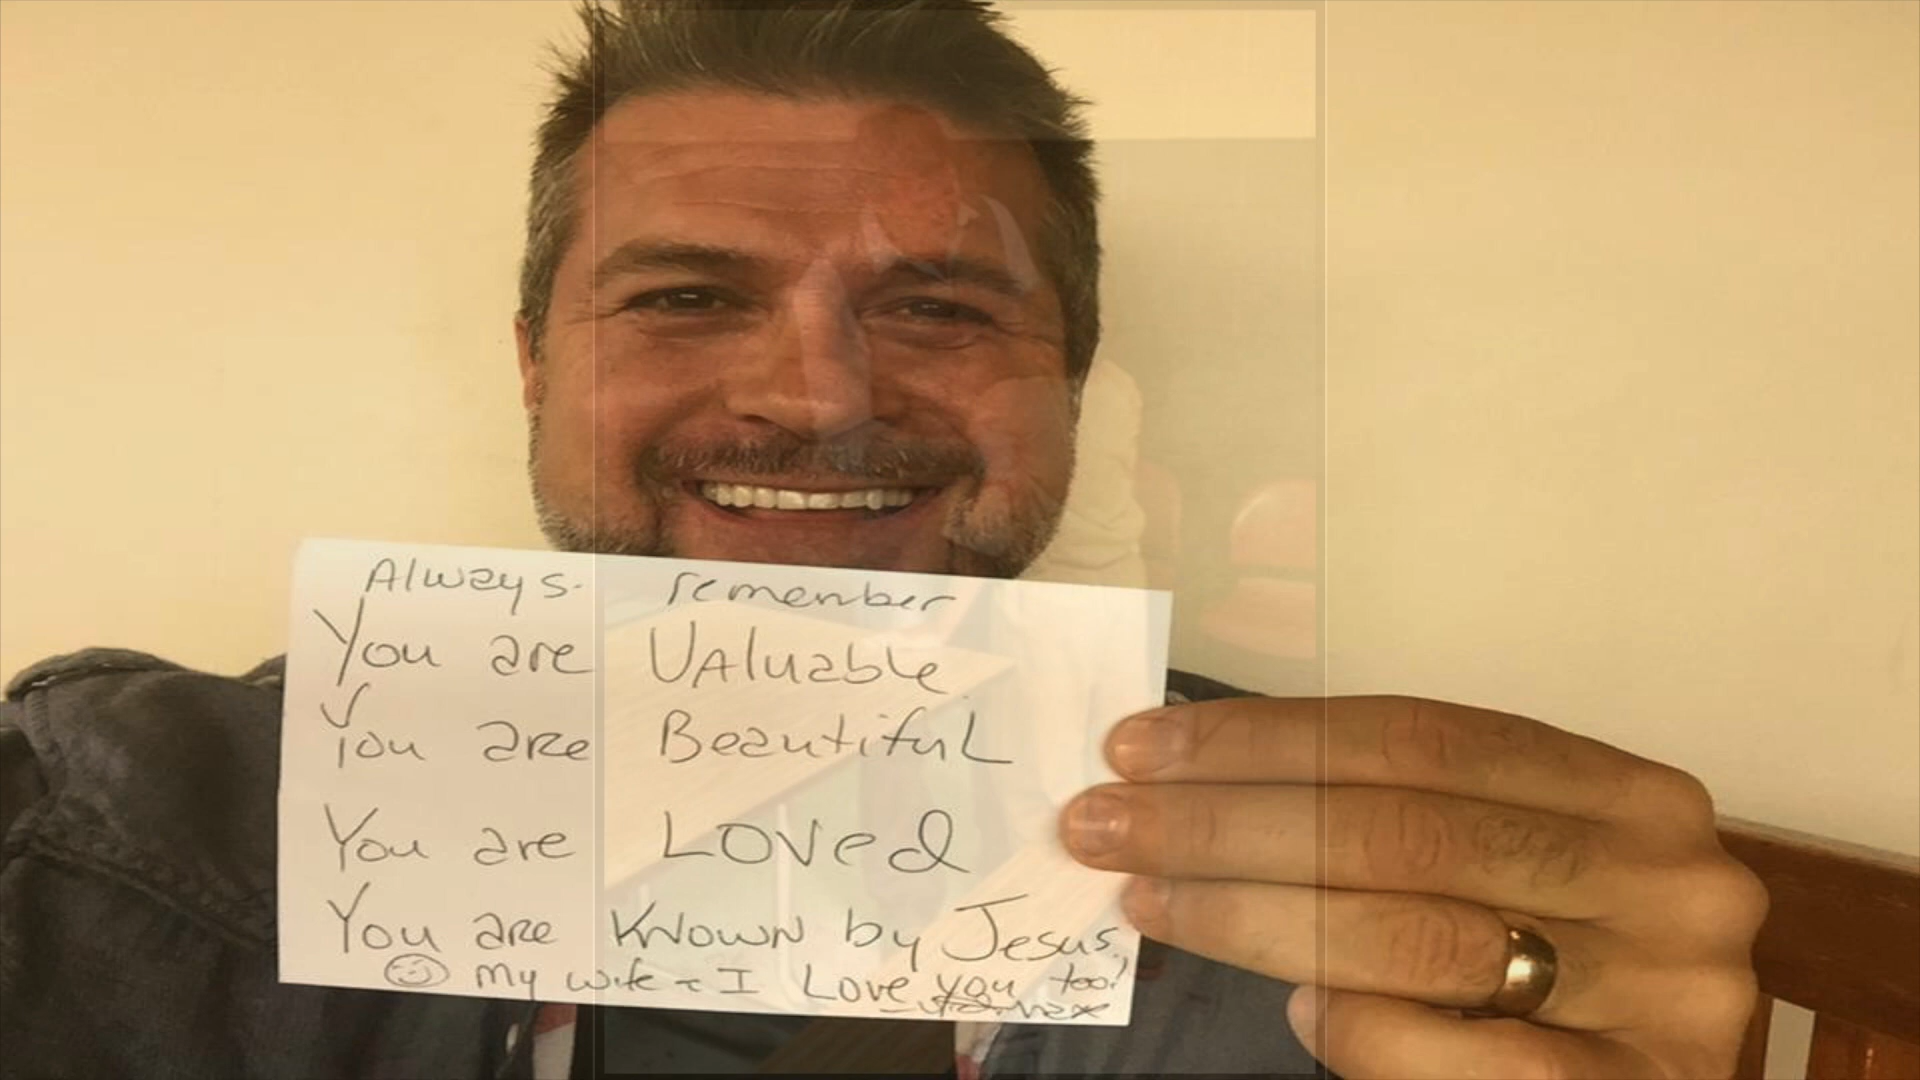 Always remember
You are Valuable
You are Beautiful
You are Loved
You are Known by Jesus
my wife & I Love you too!